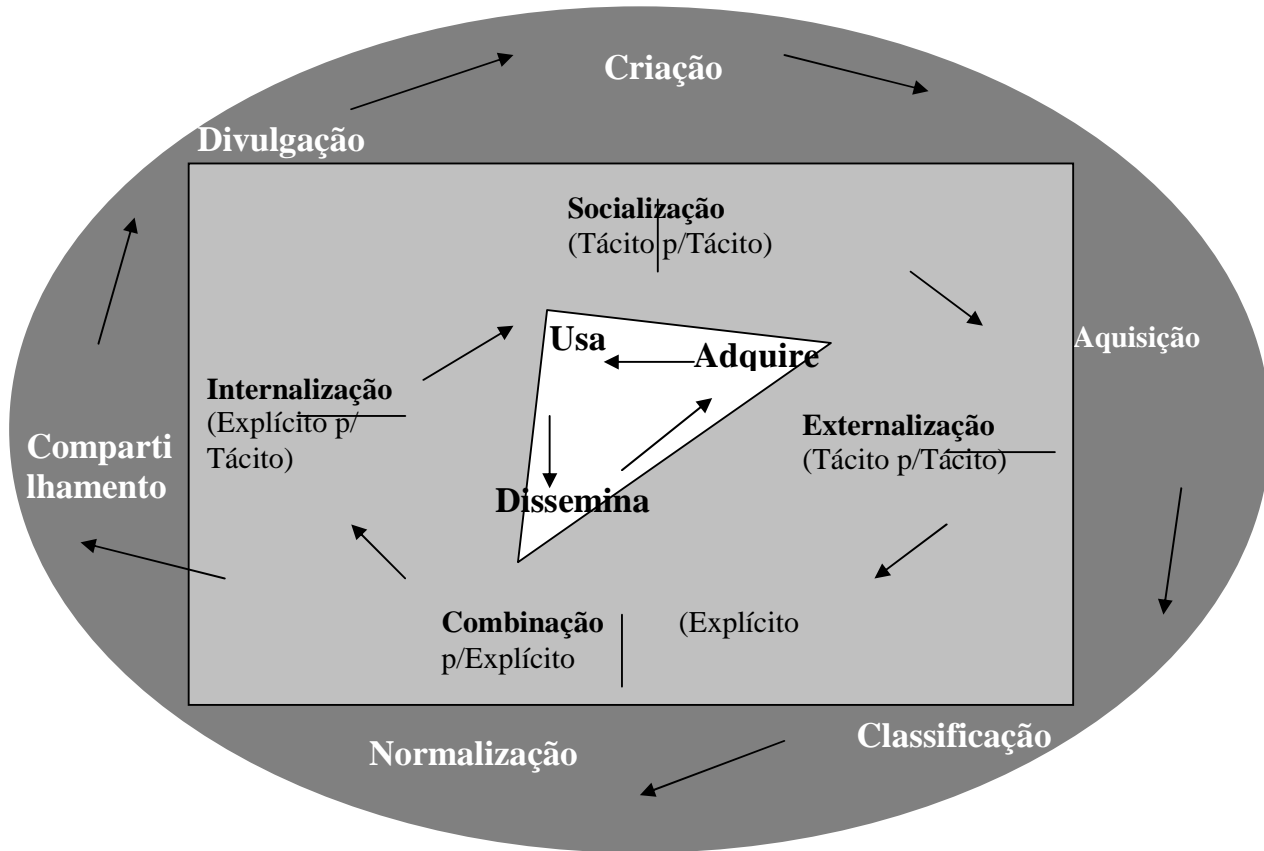 Criação
Divulgação
Socialização
(Tácito p/Tácito)
Usa
Adquire
Aquisição
Internalização
(Explícito p/
Tácito)
Externalização
(Tácito p/Tácito)
Comparti
lhamento
Dissemina
Combinação (Explícito
p/Explícito
Normalização
Classificação